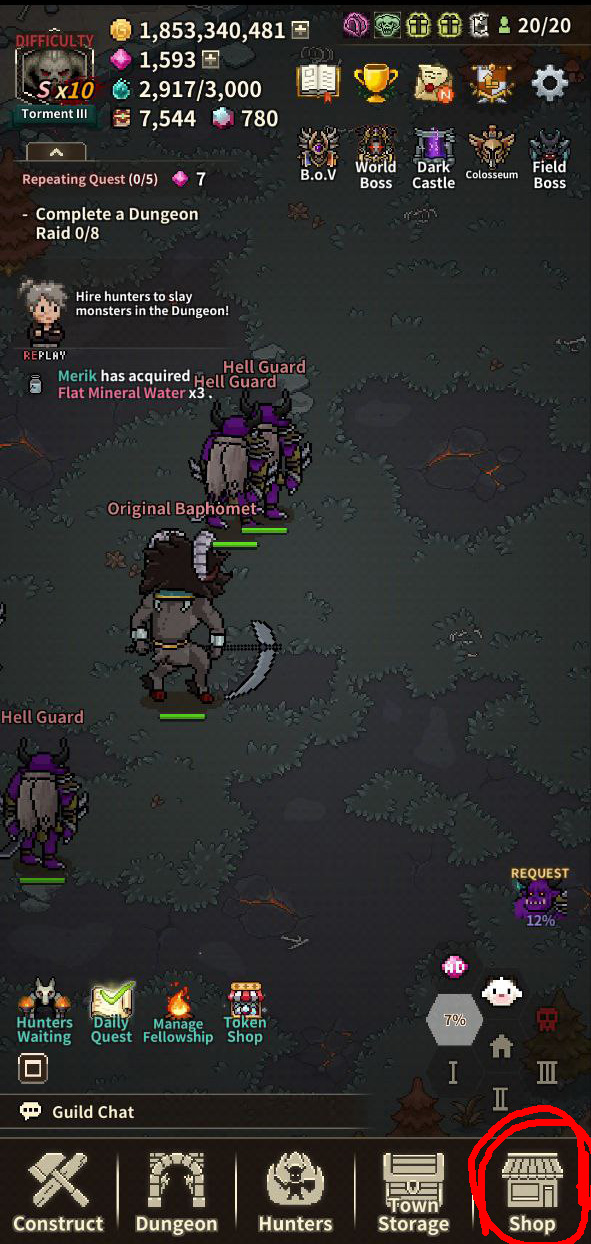 DIFFICULTY
S x10
Torment III
1,853,340,481
1,593
2,917/3,000
7,544
780
20/20
N
B.o.V
World
Boss
Dark
Castle
Colosseum
Field
Boss
Repeating Quest (0/5)
7
- Complete a Dungeon
Raid 0/8
Hire hunters to slay
monsters in the Dungeon!
REPLAY
Merik has acquired
Flat Mineral Water x3 .
Hell Guard
Hell Guard
Original Baphomet
Hell Guard
REQUEST
12%
AD
7%
I
II
III
Hunters
Waiting
Daily
Quest
Manage
Fellowship
Token
Shop
Guild Chat
Construct
Dungeon
Hunters
Town
Storage
Shop